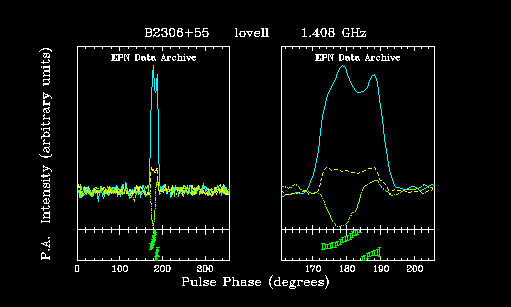 B2306+55 lovell 1.408 GHz
EPN Data Archive EPN Data Archive
P.A. Intensity (arbitrary units)
0 100 200 300 170 180 190 200
Pulse Phase (degrees)